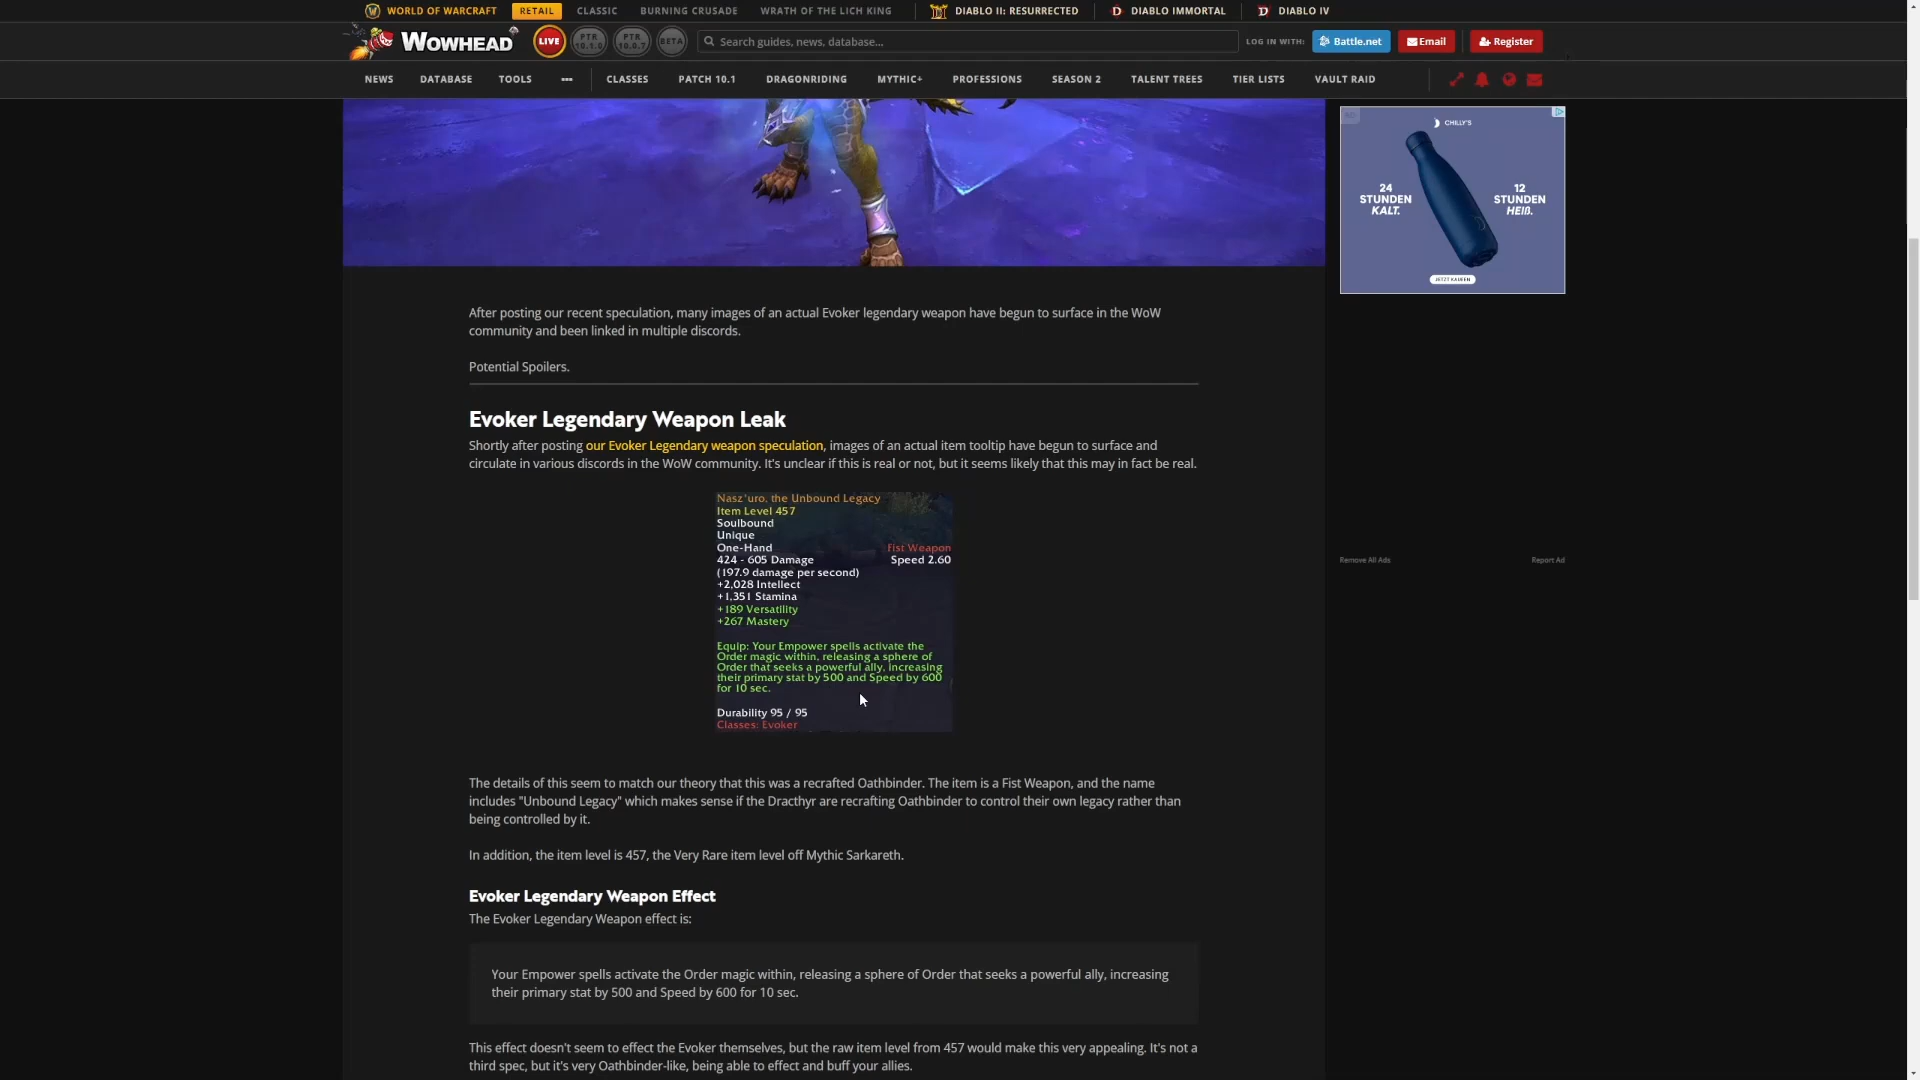 WORLD OF WARCRAFT RETAIL CLASSIC BURNING CRUSADE WRATH OF THE LICH KING DIABLO II: RESURRECTED DIABLO IMMORTAL DIABLO IV
WOWHEAD LIVE PTR 10.1.0 PTR 10.0.7 BETA Search guides, news, database... LOG IN WITH: Battle.net Email Register
NEWS DATABASE TOOLS CLASSES PATCH 10.1 DRAGONRIDING MYTHIC+ PROFESSIONS SEASON 2 TALENT TREES TIER LISTS VAULT RAID
AD
CHILLY'S
24 STUNDEN KALT.
12 STUNDEN HEIß.
JETZT KAUFEN
Remove All Ads Report Ad
After posting our recent speculation, many images of an actual Evoker legendary weapon have begun to surface in the WoW
community and been linked in multiple discords.
Potential Spoilers.
Evoker Legendary Weapon Leak
Shortly after posting our Evoker Legendary weapon speculation, images of an actual item tooltip have begun to surface and
circulate in various discords in the WoW community. It's unclear if this is real or not, but it seems likely that this may in fact be real.
Nasz'uro, the Unbound Legacy
Item Level 457
Soulbound
Unique
One-Hand Fist Weapon
424 - 605 Damage Speed 2.60
(197.9 damage per second)
+2,028 Intellect
+1,351 Stamina
+189 Versatility
+267 Mastery
Equip: Your Empower spells activate the
Order magic within, releasing a sphere of
Order that seeks a powerful ally, increasing
their primary stat by 500 and Speed by 600
for 10 sec.
Durability 95 / 95
Classes: Evoker
The details of this seem to match our theory that this was a recrafted Oathbinder. The item is a Fist Weapon, and the name
includes "Unbound Legacy" which makes sense if the Dracthyr are recrafting Oathbinder to control their own legacy rather than
being controlled by it.
In addition, the item level is 457, the Very Rare item level off Mythic Sarkareth.
Evoker Legendary Weapon Effect
The Evoker Legendary Weapon effect is:
Your Empower spells activate the Order magic within, releasing a sphere of Order that seeks a powerful ally, increasing
their primary stat by 500 and Speed by 600 for 10 sec.
This effect doesn't seem to effect the Evoker themselves, but the raw item level from 457 would make this very appealing. It's not a
third spec, but it's very Oathbinder-like, being able to effect and buff your allies.